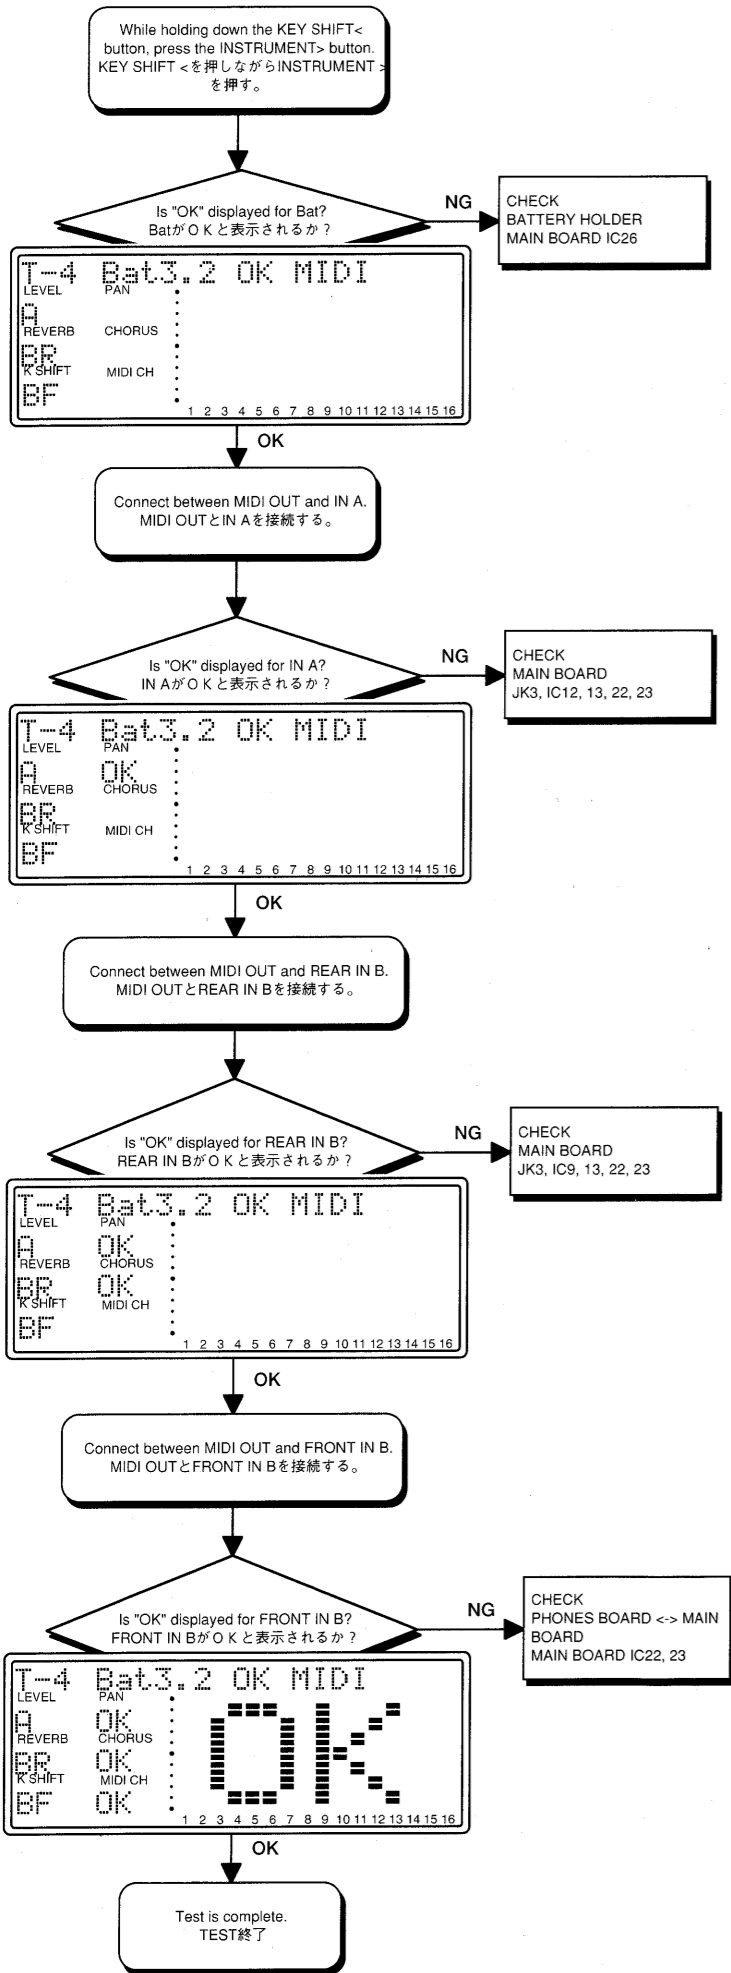 While holding down the KEY SHIFT<
button, press the INSTRUMENT> button.
KEY SHIFT <を押しながらINSTRUMENT >
を押す。
Is "OK" displayed for Bat?
BatがＯＫと表示されるか？
NG
CHECK
BATTERY HOLDER
MAIN BOARD IC26
T-4 Bat3.2 OK MIDI
LEVEL PAN
A
REVERB CHORUS
BR
K SHIFT MIDI CH
BF
1 2 3 4 5 6 7 8 9 10 11 12 13 14 15 16
OK
Connect between MIDI OUT and IN A.
MIDI OUTとIN Aを接続する。
Is "OK" displayed for IN A?
IN AがＯＫと表示されるか？
NG
CHECK
MAIN BOARD
JK3, IC12, 13, 22, 23
T-4 Bat3.2 OK MIDI
LEVEL PAN
A OK
REVERB CHORUS
BR
K SHIFT MIDI CH
BF
1 2 3 4 5 6 7 8 9 10 11 12 13 14 15 16
OK
Connect between MIDI OUT and REAR IN B.
MIDI OUTとREAR IN Bを接続する。
Is "OK" displayed for REAR IN B?
REAR IN BがＯＫと表示されるか？
NG
CHECK
MAIN BOARD
JK3, IC9, 13, 22, 23
T-4 Bat3.2 OK MIDI
LEVEL PAN
A OK
REVERB CHORUS
BR OK
K SHIFT MIDI CH
BF
1 2 3 4 5 6 7 8 9 10 11 12 13 14 15 16
OK
Connect between MIDI OUT and FRONT IN B.
MIDI OUTとFRONT IN Bを接続する。
Is "OK" displayed for FRONT IN B?
FRONT IN BがＯＫと表示されるか？
NG
CHECK
PHONES BOARD <-> MAIN
BOARD
MAIN BOARD IC22, 23
T-4 Bat3.2 OK MIDI
LEVEL PAN
A OK
REVERB CHORUS
BR OK
K SHIFT MIDI CH
BF OK
OK
1 2 3 4 5 6 7 8 9 10 11 12 13 14 15 16
OK
Test is complete.
TEST終了